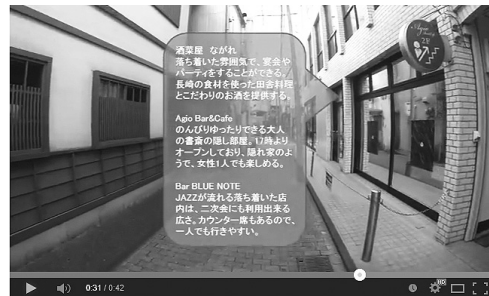 酒菜屋 ながれ
落ち着いた雰囲気で、宴会や
パーティをすることができる。
長崎の食材を使った田舎料理
とこだわりのお酒を提供する。
Agio Bar&Cafe
のんびりゆったりできる大人
の書斎の隠し部屋。17時より
オープンしており、隠れ家のよ
うで、女性1人でも楽しめる。
Bar BLUE NOTE
JAZZが流れる落ち着いた店
内は、二次会にも利用出来る
広さ。カウンター席もあるので、
一人でも行きやすい。
0:31 / 0:42
HD